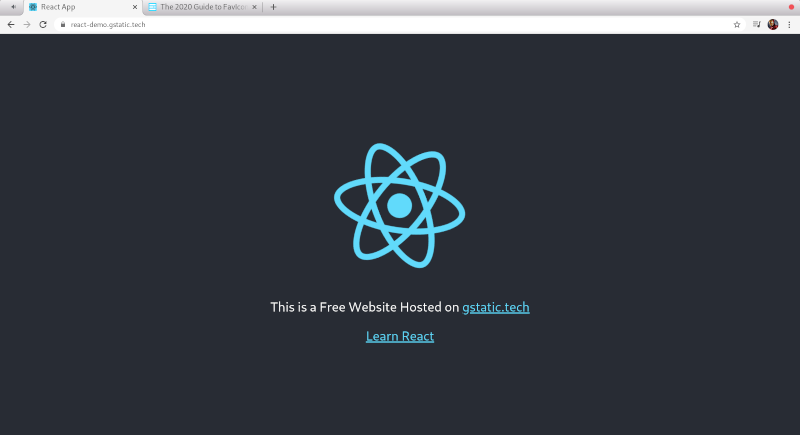 React App
The 2020 Guide to FavIco
react-demo.gstatic.tech
This is a Free Website Hosted on gstatic.tech
Learn React